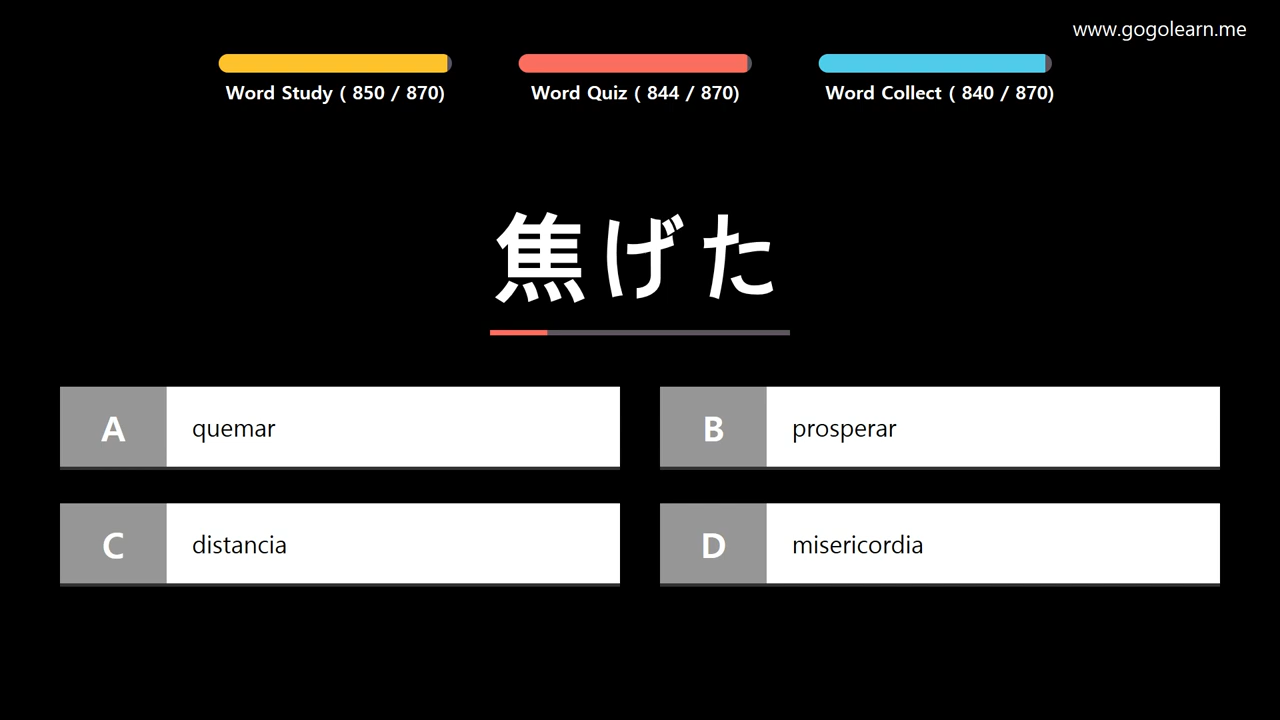 www.gogolearn.me
Word Study ( 850 / 870)
Word Quiz ( 844 / 870)
Word Collect ( 840 / 870)
焦げた
A quemar
B prosperar
C distancia
D misericordia